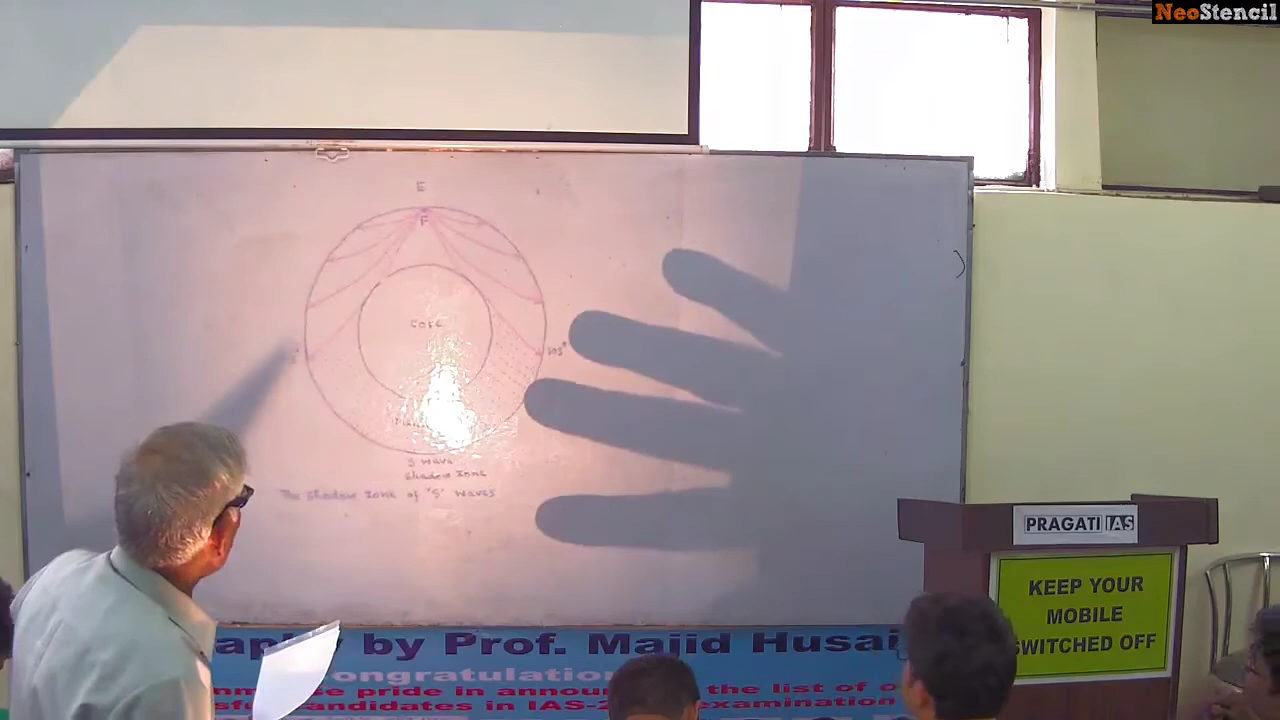 NeoStencil
E
F
Core
105°
S wave
Shadow Zone
The Shadow Zone of 'S' waves
PRAGATI IAS
KEEP YOUR
MOBILE
SWITCHED OFF
by Prof. Majid Husai
ongratulation
pride in announ the list of
candidates in IAS-2 examination